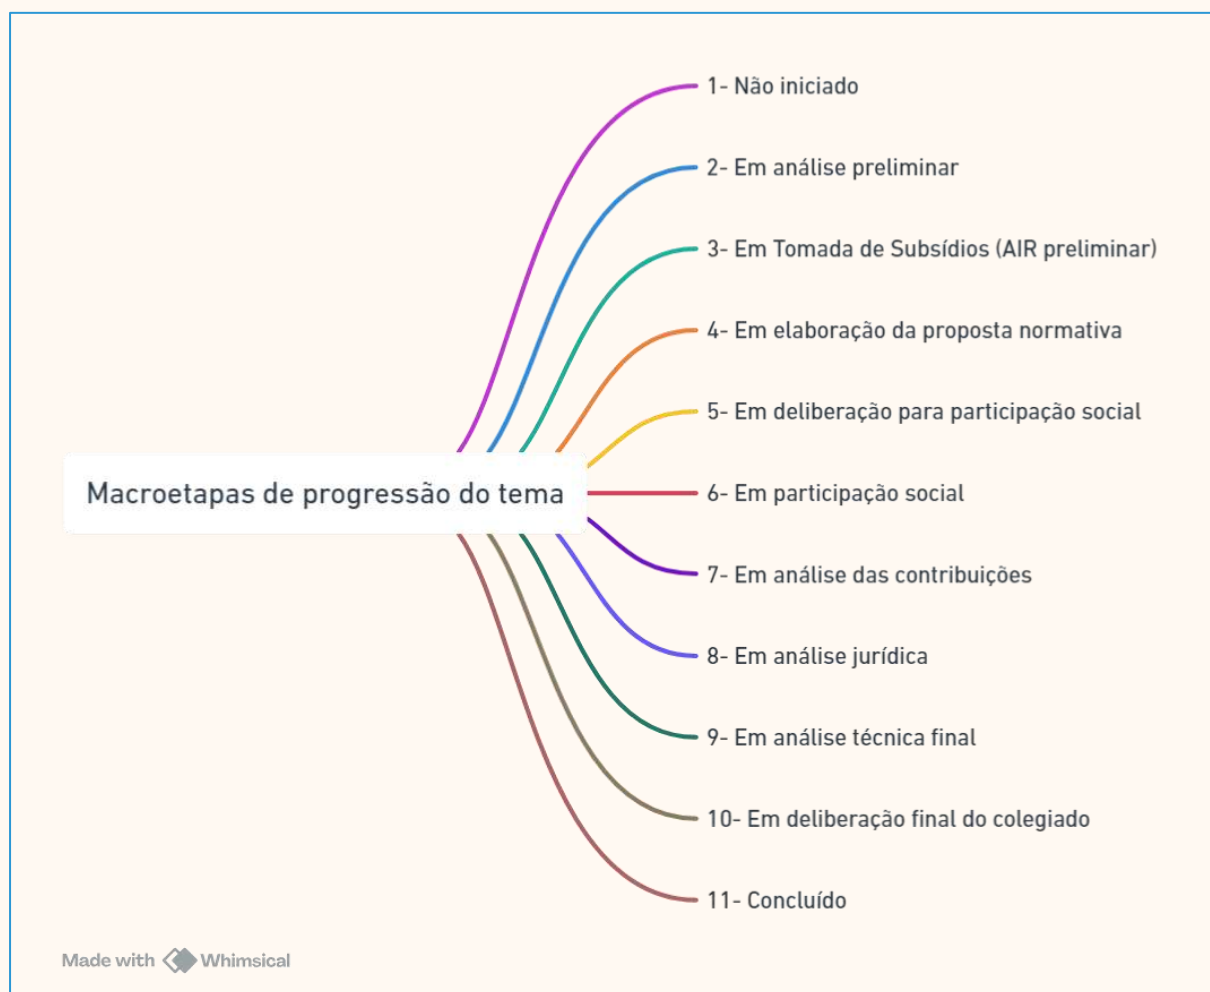 1- Não iniciado
2- Em análise preliminar
3- Em Tomada de Subsídios (AIR preliminar)
4- Em elaboração da proposta normativa
5- Em deliberação para participação social
Macroetapas de progressão do tema
6- Em participação social
7- Em análise das contribuições
8- Em análise jurídica
9- Em análise técnica final
10- Em deliberação final do colegiado
11- Concluído
Made with Whimsical